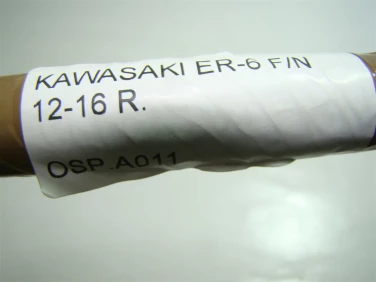 KAWASAKI ER-6 F/N
12-16 R.
OSP.A011